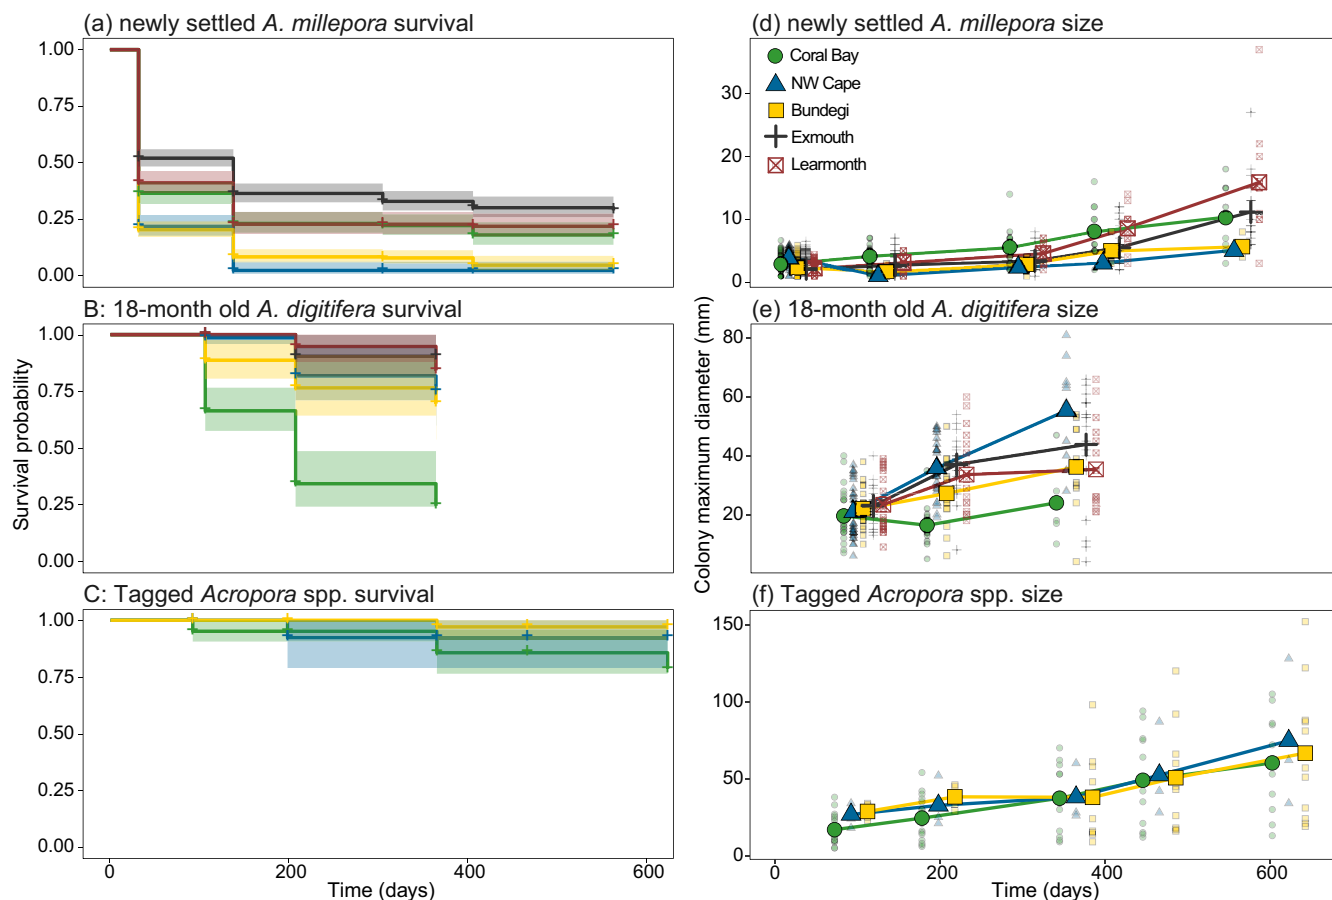 (a) newly settled A. millepora survival
1.00
0.75
0.50
0.25
0.00
B: 18-month old A. digitifera survival
1.00
0.75
0.50
0.25
0.00
C: Tagged Acropora spp. survival
1.00
0.75
0.50
0.25
0.00
Survival probability
0
200
400
600
Time (days)
(d) newly settled A. millepora size
Coral Bay
NW Cape
Bundegi
Exmouth
Learmonth
30
20
10
0
(e) 18-month old A. digitifera size
80
60
40
20
(f) Tagged Acropora spp. size
150
100
50
0
Colony maximum diameter (mm)
0
200
400
600
Time (days)